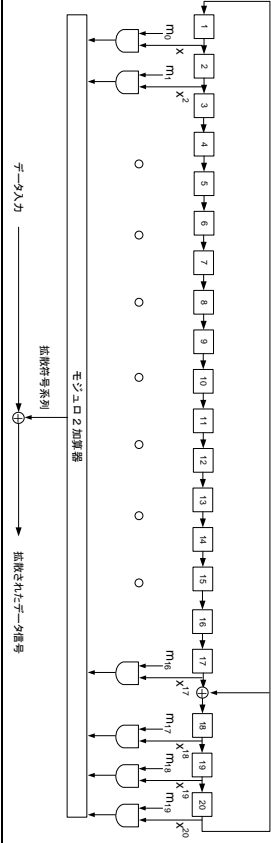 1 2 3 4 5 6 7 8 9 10 11 12 13 14 15 16 17 18 19 20
m0 x m1 x2 m16 x17 m17 x18 m18 x19 m19 x20
モジュロ2加算器
拡散符号系列
データ入力 拡散されたデータ信号